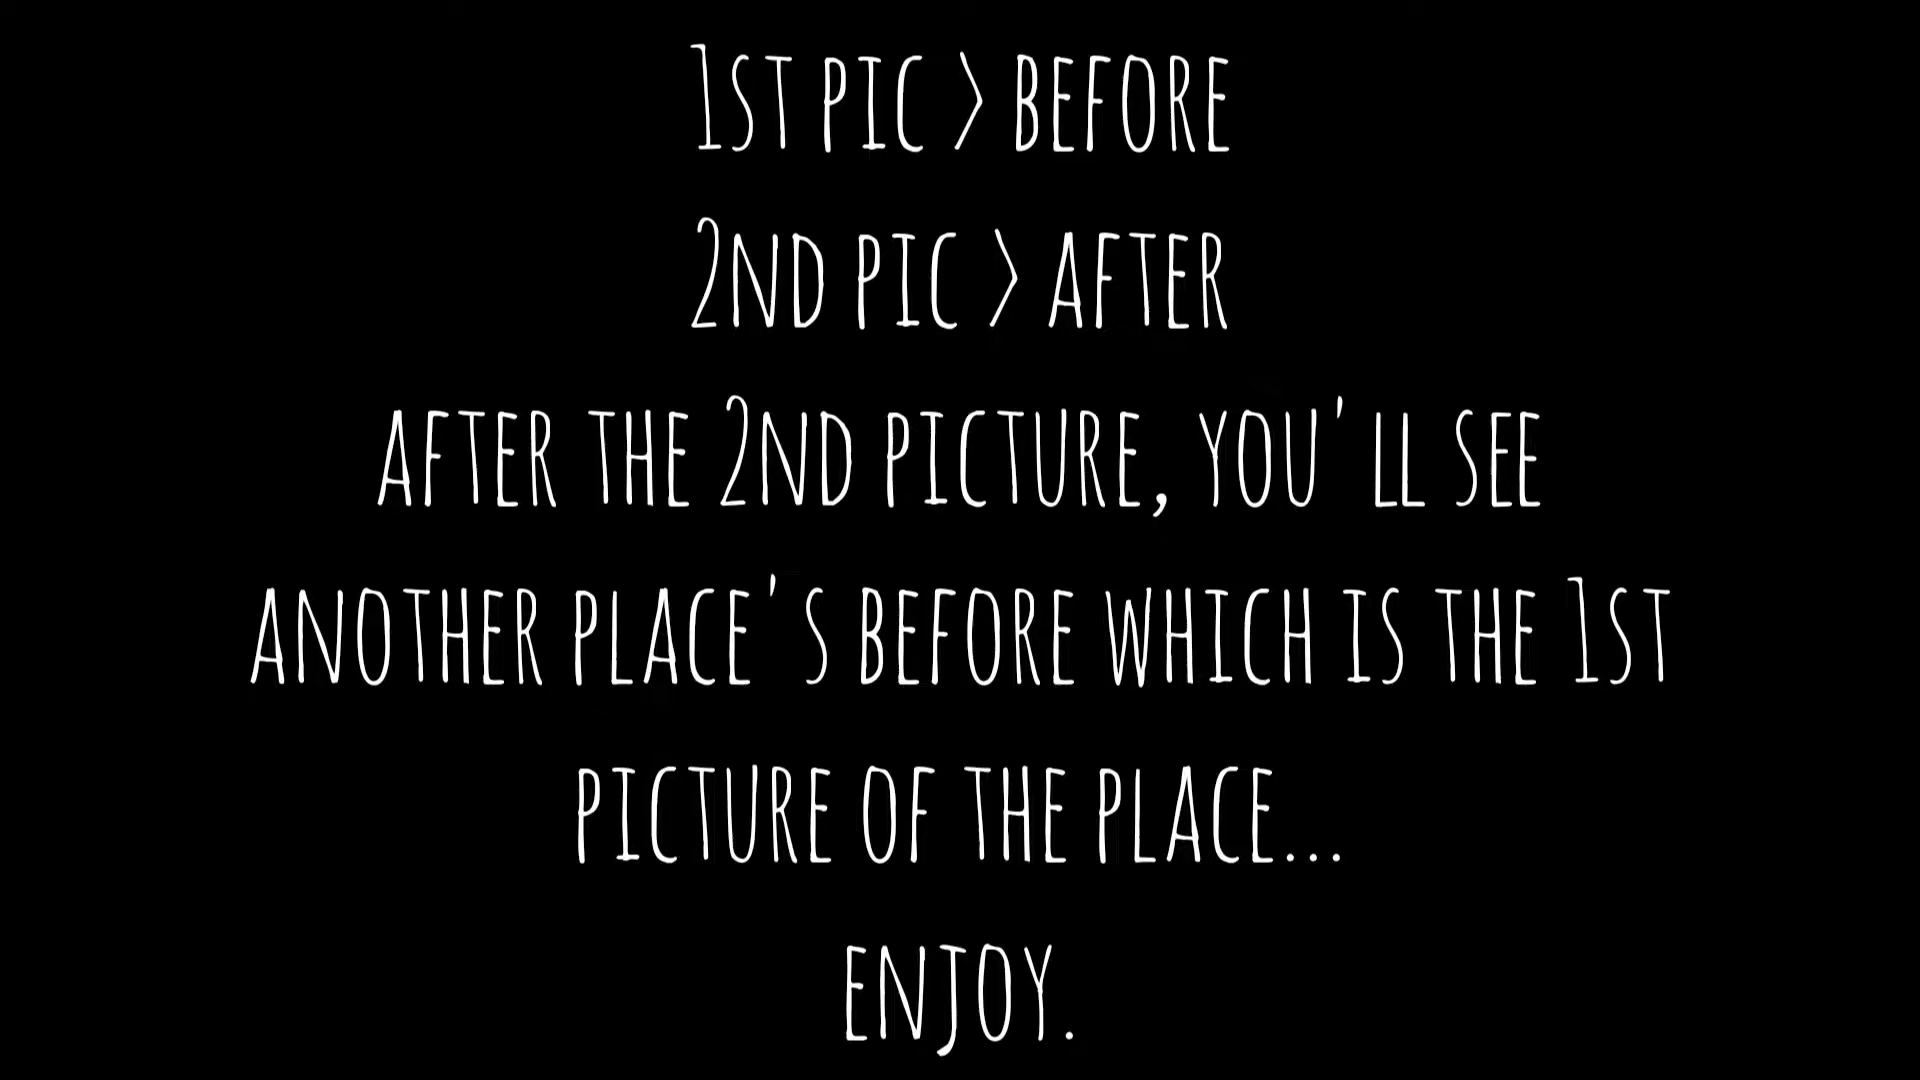 1ST PIC > BEFORE
2ND PIC > AFTER
AFTER THE 2ND PICTURE, YOU'LL SEE
ANOTHER PLACE'S BEFORE WHICH IS THE 1ST
PICTURE OF THE PLACE...
ENJOY.